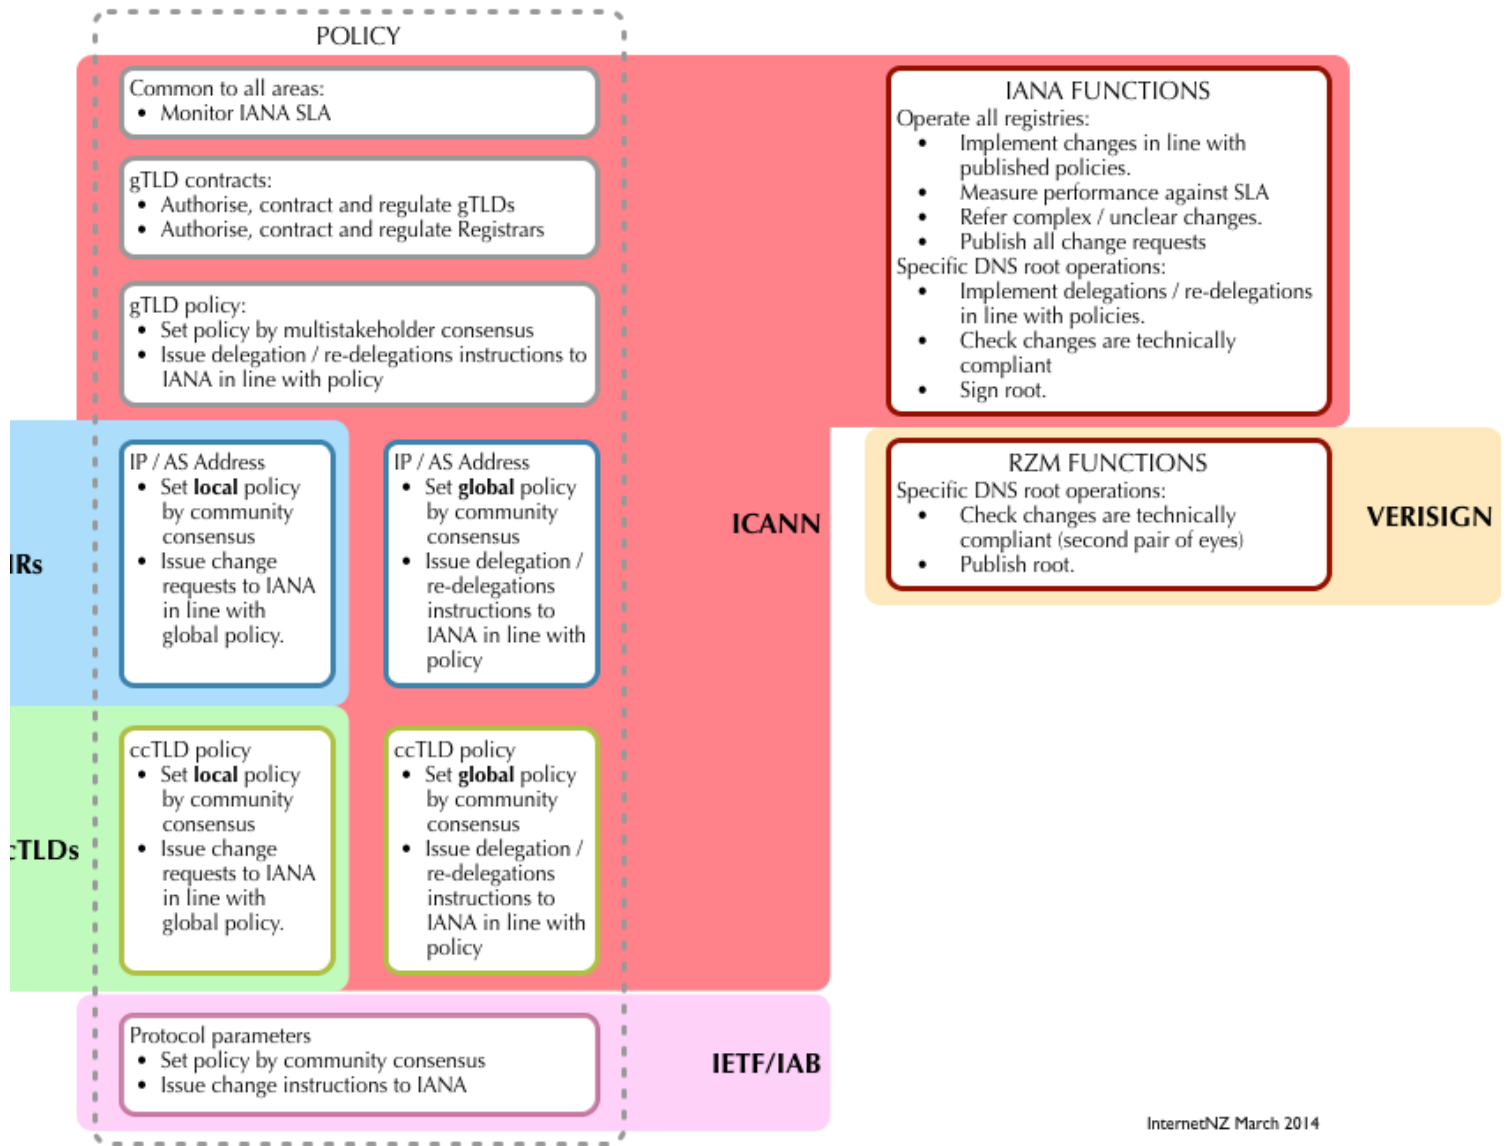 POLICY
Common to all areas:
• Monitor IANA SLA
gTLD contracts:
• Authorise, contract and regulate gTLDs
• Authorise, contract and regulate Registrars
gTLD policy:
• Set policy by multistakeholder consensus
• Issue delegation / re-delegations instructions to
IANA in line with policy
IP / AS Address
• Set local policy
by community
consensus
• Issue change
requests to IANA
in line with
global policy.
IP / AS Address
• Set global policy
by community
consensus
• Issue delegation /
re-delegations
instructions to
IANA in line with
policy
IRs
ICANN
ccTLD policy
• Set local policy
by community
consensus
• Issue change
requests to IANA
in line with
global policy.
ccTLD policy
• Set global policy
by community
consensus
• Issue delegation /
re-delegations
instructions to
IANA in line with
policy
cTLDs
Protocol parameters
• Set policy by community consensus
• Issue change instructions to IANA
IETF/IAB
IANA FUNCTIONS
Operate all registries:
• Implement changes in line with
published policies.
• Measure performance against SLA
• Refer complex / unclear changes.
• Publish all change requests
Specific DNS root operations:
• Implement delegations / re-delegations
in line with policies.
• Check changes are technically
compliant
• Sign root.
RZM FUNCTIONS
Specific DNS root operations:
• Check changes are technically
compliant (second pair of eyes)
• Publish root.
VERISIGN
InternetNZ March 2014